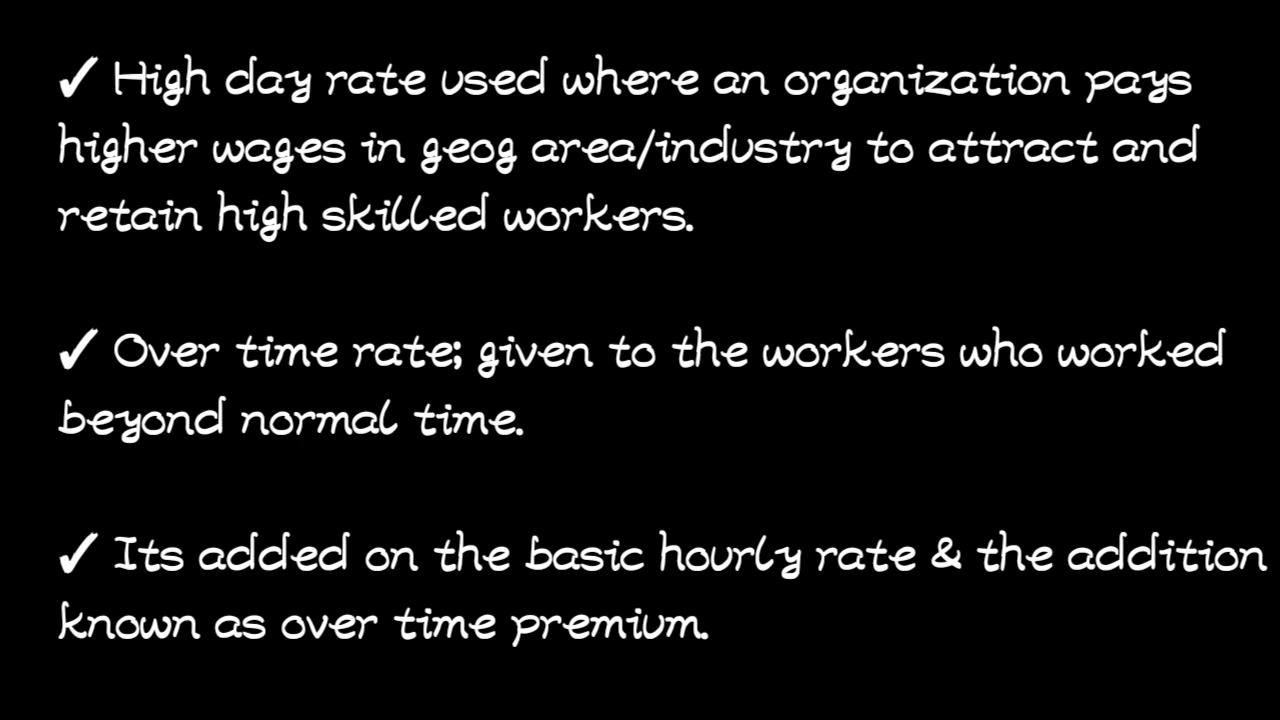 ✓ High day rate used where an organization pays
higher wages in geog area/industry to attract and
retain high skilled workers.
✓ Over time rate; given to the workers who worked
beyond normal time.
✓ Its added on the basic hourly rate & the addition
known as over time premium.